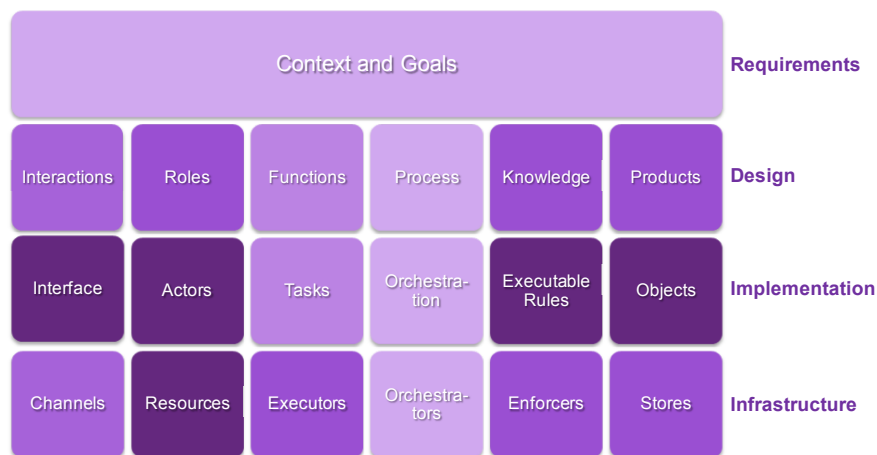 Context and Goals
Requirements
Interactions
Roles
Functions
Process
Knowledge
Products
Design
Interface
Actors
Tasks
Orchestra-
tion
Executable
Rules
Objects
Implementation
Channels
Resources
Executors
Orchestra-
tors
Enforcers
Stores
Infrastructure